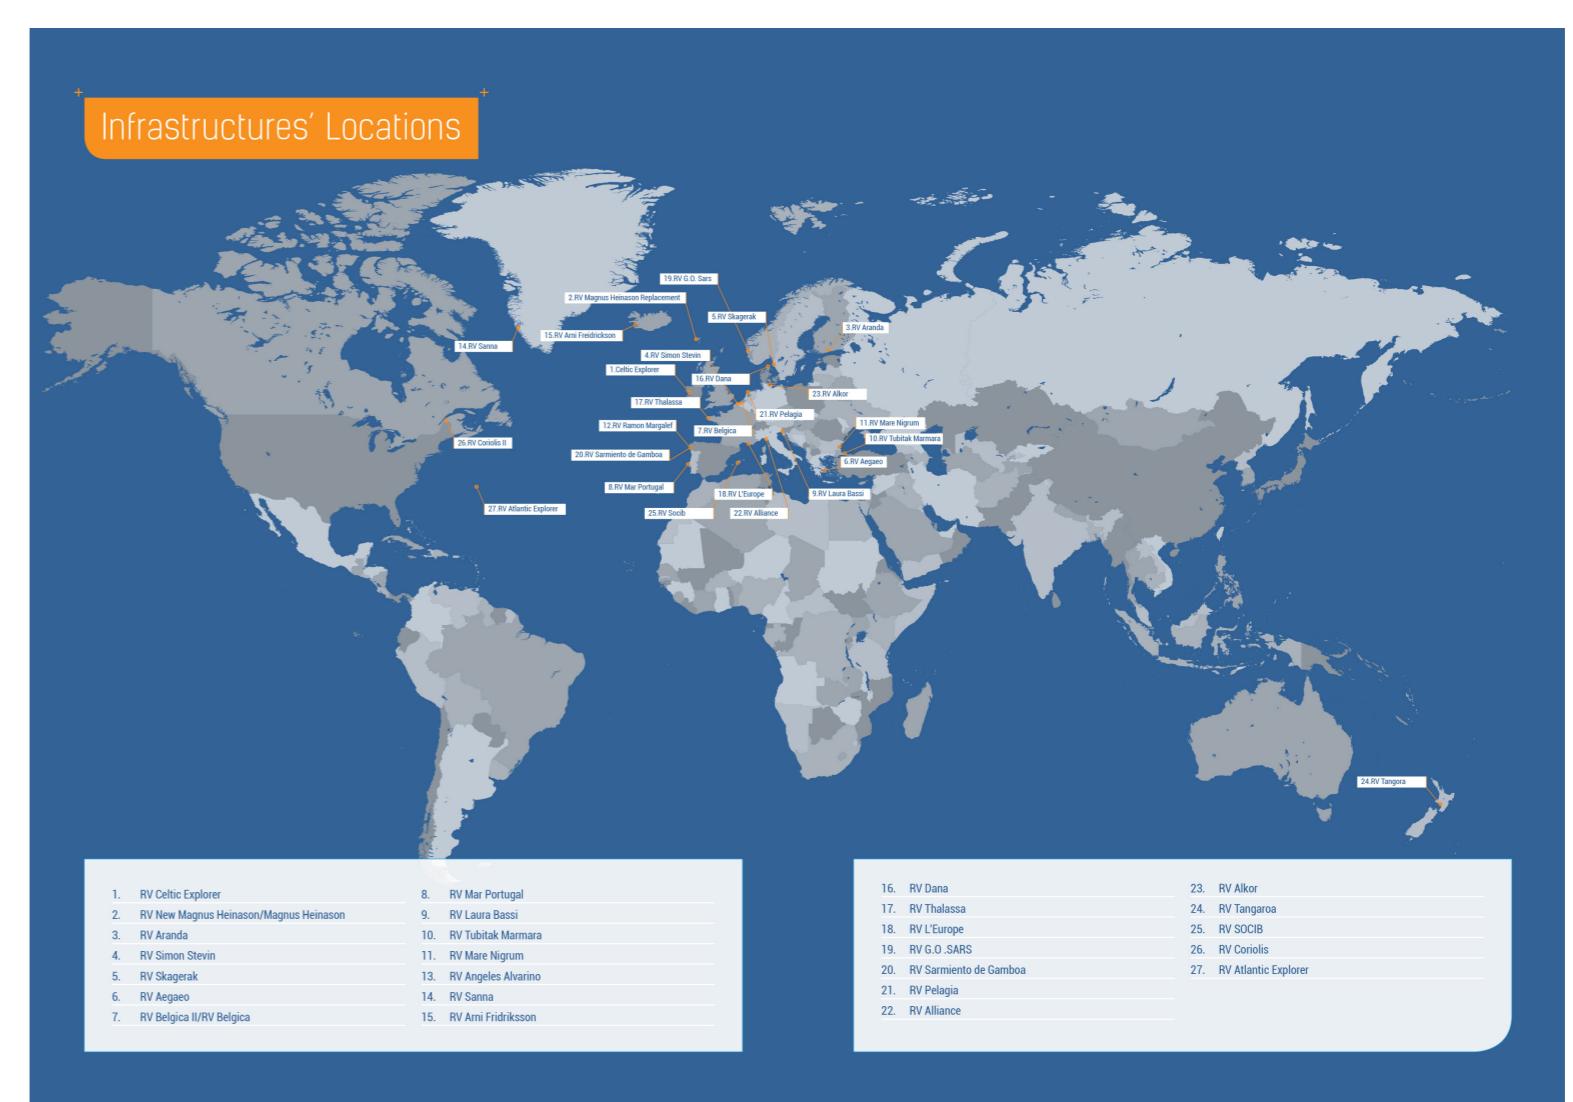 Infrastructures’ Locations
19.RV G.O. Sars
2.RV Magnus Heinason Replacement
5.RV Skagerak
3.RV Aranda
15.RV Arni Freidrickson
14.RV Sanna
4.RV Simon Stevin
1.Celtic Explorer
16.RV Dana
23.RV Alkor
17.RV Thalassa
21.RV Pelagia
12.RV Ramon Margalef
7.RV Belgica
11.RV Mare Nigrum
10.RV Tubitak Marmara
26.RV Coriolis II
20.RV Sarmiento de Gamboa
6.RV Aegaeo
8.RV Mar Portugal
18.RV L'Europe
9.RV Laura Bassi
27.RV Atlantic Explorer
25.RV Socib
22.RV Alliance
24.RV Tangora
1. RV Celtic Explorer
2. RV New Magnus Heinason/Magnus Heinason
3. RV Aranda
4. RV Simon Stevin
5. RV Skagerak
6. RV Aegaeo
7. RV Belgica II/RV Belgica
8. RV Mar Portugal
9. RV Laura Bassi
10. RV Tubitak Marmara
11. RV Mare Nigrum
13. RV Angeles Alvarino
14. RV Sanna
15. RV Arni Fridriksson
16. RV Dana
17. RV Thalassa
18. RV L'Europe
19. RV G.O .SARS
20. RV Sarmiento de Gamboa
21. RV Pelagia
22. RV Alliance
23. RV Alkor
24. RV Tangaroa
25. RV SOCIB
26. RV Coriolis
27. RV Atlantic Explorer